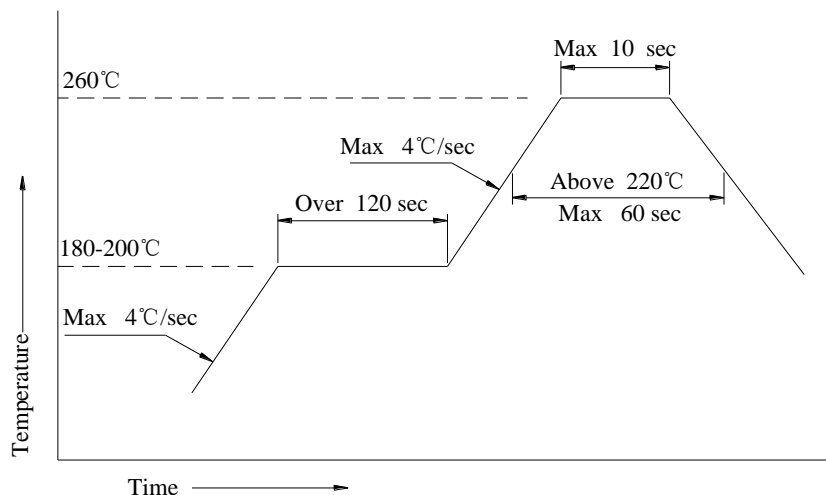 Max 10 sec
260℃
Max 4℃/sec
Above 220℃
Max 60 sec
Over 120 sec
180-200℃
Max 4℃/sec
Temperature
Time